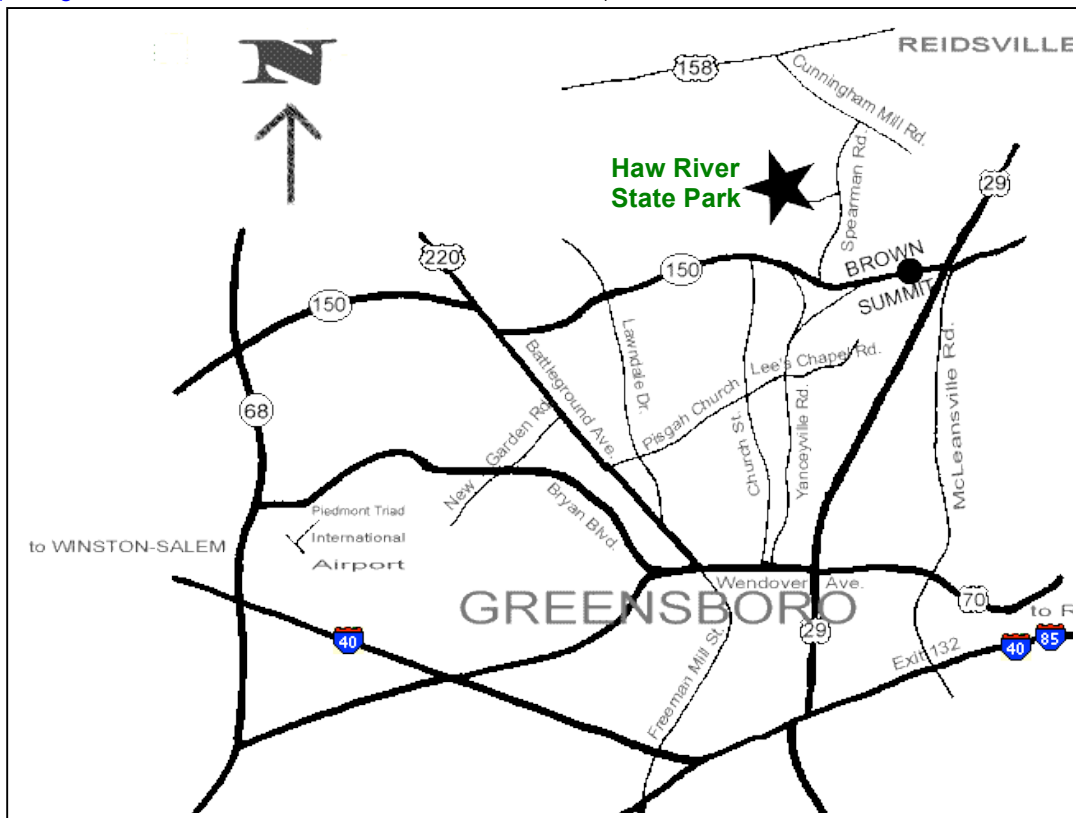 N
REIDSVILLE
158
Cunningham Mill Rd.
Haw River
State Park
Spearman Rd.
29
220
150
150
BROWN
SUMMIT
68
Battleground Ave.
Lawndale Dr.
Pisgah Church
Lee's Chapel Rd.
Church St.
Yanceyville Rd.
McLeansville Rd.
New Garden Rd.
Bryan Blvd.
Piedmont Triad
International
Airport
to WINSTON-SALEM
Wendover Ave.
GREENSBORO
70
to R
29
40
Freeman Mill St.
Exit 132
40
85